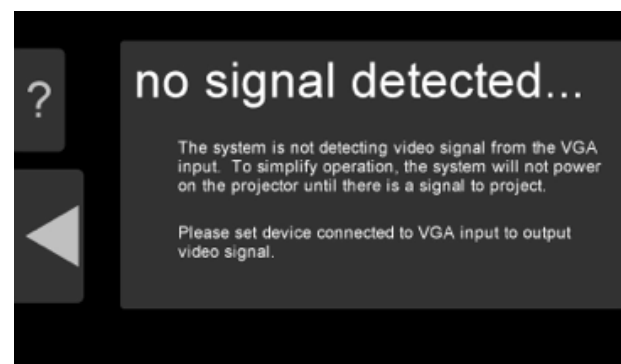 ?
no signal detected...
The system is not detecting video signal from the VGA
input.  To simplify operation, the system will not power
on the projector until there is a signal to project.
Please set device connected to VGA input to output
video signal.